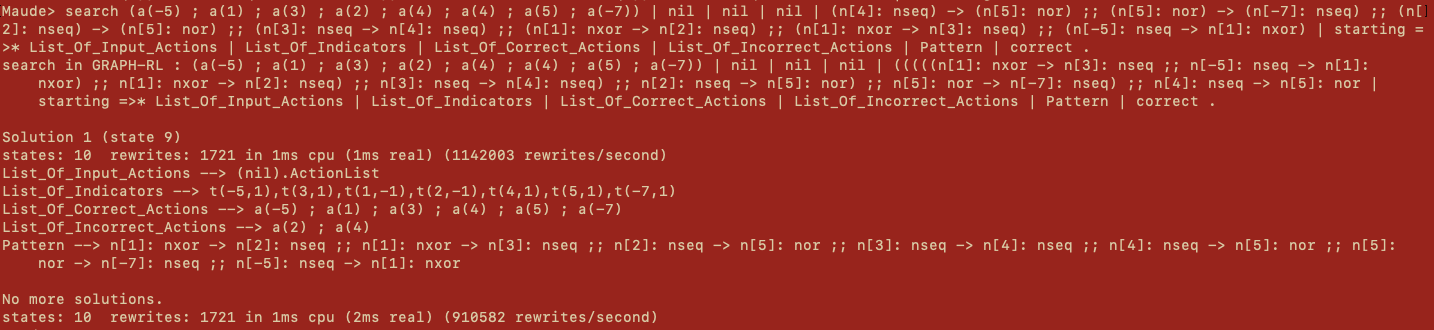 Maude> search (a(-5) ; a(1) ; a(3) ; a(2) ; a(4) ; a(4) ; a(5) ; a(-7)) | nil | nil | nil | (n[4]: nseq) -> (n[5]: nor) ;; (n[5]: nor) -> (n[-7]: nseq) ;; (n[
2]: nseq) -> (n[5]: nor) ;; (n[3]: nseq -> n[4]: nseq) ;; (n[1]: nxor -> n[2]: nseq) ;; (n[1]: nxor -> n[3]: nseq) ;; (n[-5]: nseq -> n[1]: nxor) | starting =
>* List_Of_Input_Actions | List_Of_Indicators | List_Of_Correct_Actions | List_Of_Incorrect_Actions | Pattern | correct .
search in GRAPH-RL : (a(-5) ; a(1) ; a(3) ; a(2) ; a(4) ; a(4) ; a(5) ; a(-7)) | nil | nil | nil | (((((n[1]: nxor -> n[3]: nseq ;; n[-5]: nseq -> n[1]:
nxor) ;; n[1]: nxor -> n[2]: nseq) ;; n[3]: nseq -> n[4]: nseq) ;; n[2]: nseq -> n[5]: nor) ;; n[5]: nor -> n[-7]: nseq) ;; n[4]: nseq -> n[5]: nor |
starting =>* List_Of_Input_Actions | List_Of_Indicators | List_Of_Correct_Actions | List_Of_Incorrect_Actions | Pattern | correct .
Solution 1 (state 9)
states: 10  rewrites: 1721 in 1ms cpu (1ms real) (1142003 rewrites/second)
List_Of_Input_Actions --> (nil).ActionList
List_Of_Indicators --> t(-5,1),t(3,1),t(1,-1),t(2,-1),t(4,1),t(5,1),t(-7,1)
List_Of_Correct_Actions --> a(-5) ; a(1) ; a(3) ; a(4) ; a(5) ; a(-7)
List_Of_Incorrect_Actions --> a(2) ; a(4)
Pattern --> n[1]: nxor -> n[2]: nseq ;; n[1]: nxor -> n[3]: nseq ;; n[2]: nseq -> n[5]: nor ;; n[3]: nseq -> n[4]: nseq ;; n[4]: nseq -> n[5]: nor ;; n[5]:
nor -> n[-7]: nseq ;; n[-5]: nseq -> n[1]: nxor
No more solutions.
states: 10  rewrites: 1721 in 1ms cpu (2ms real) (910582 rewrites/second)